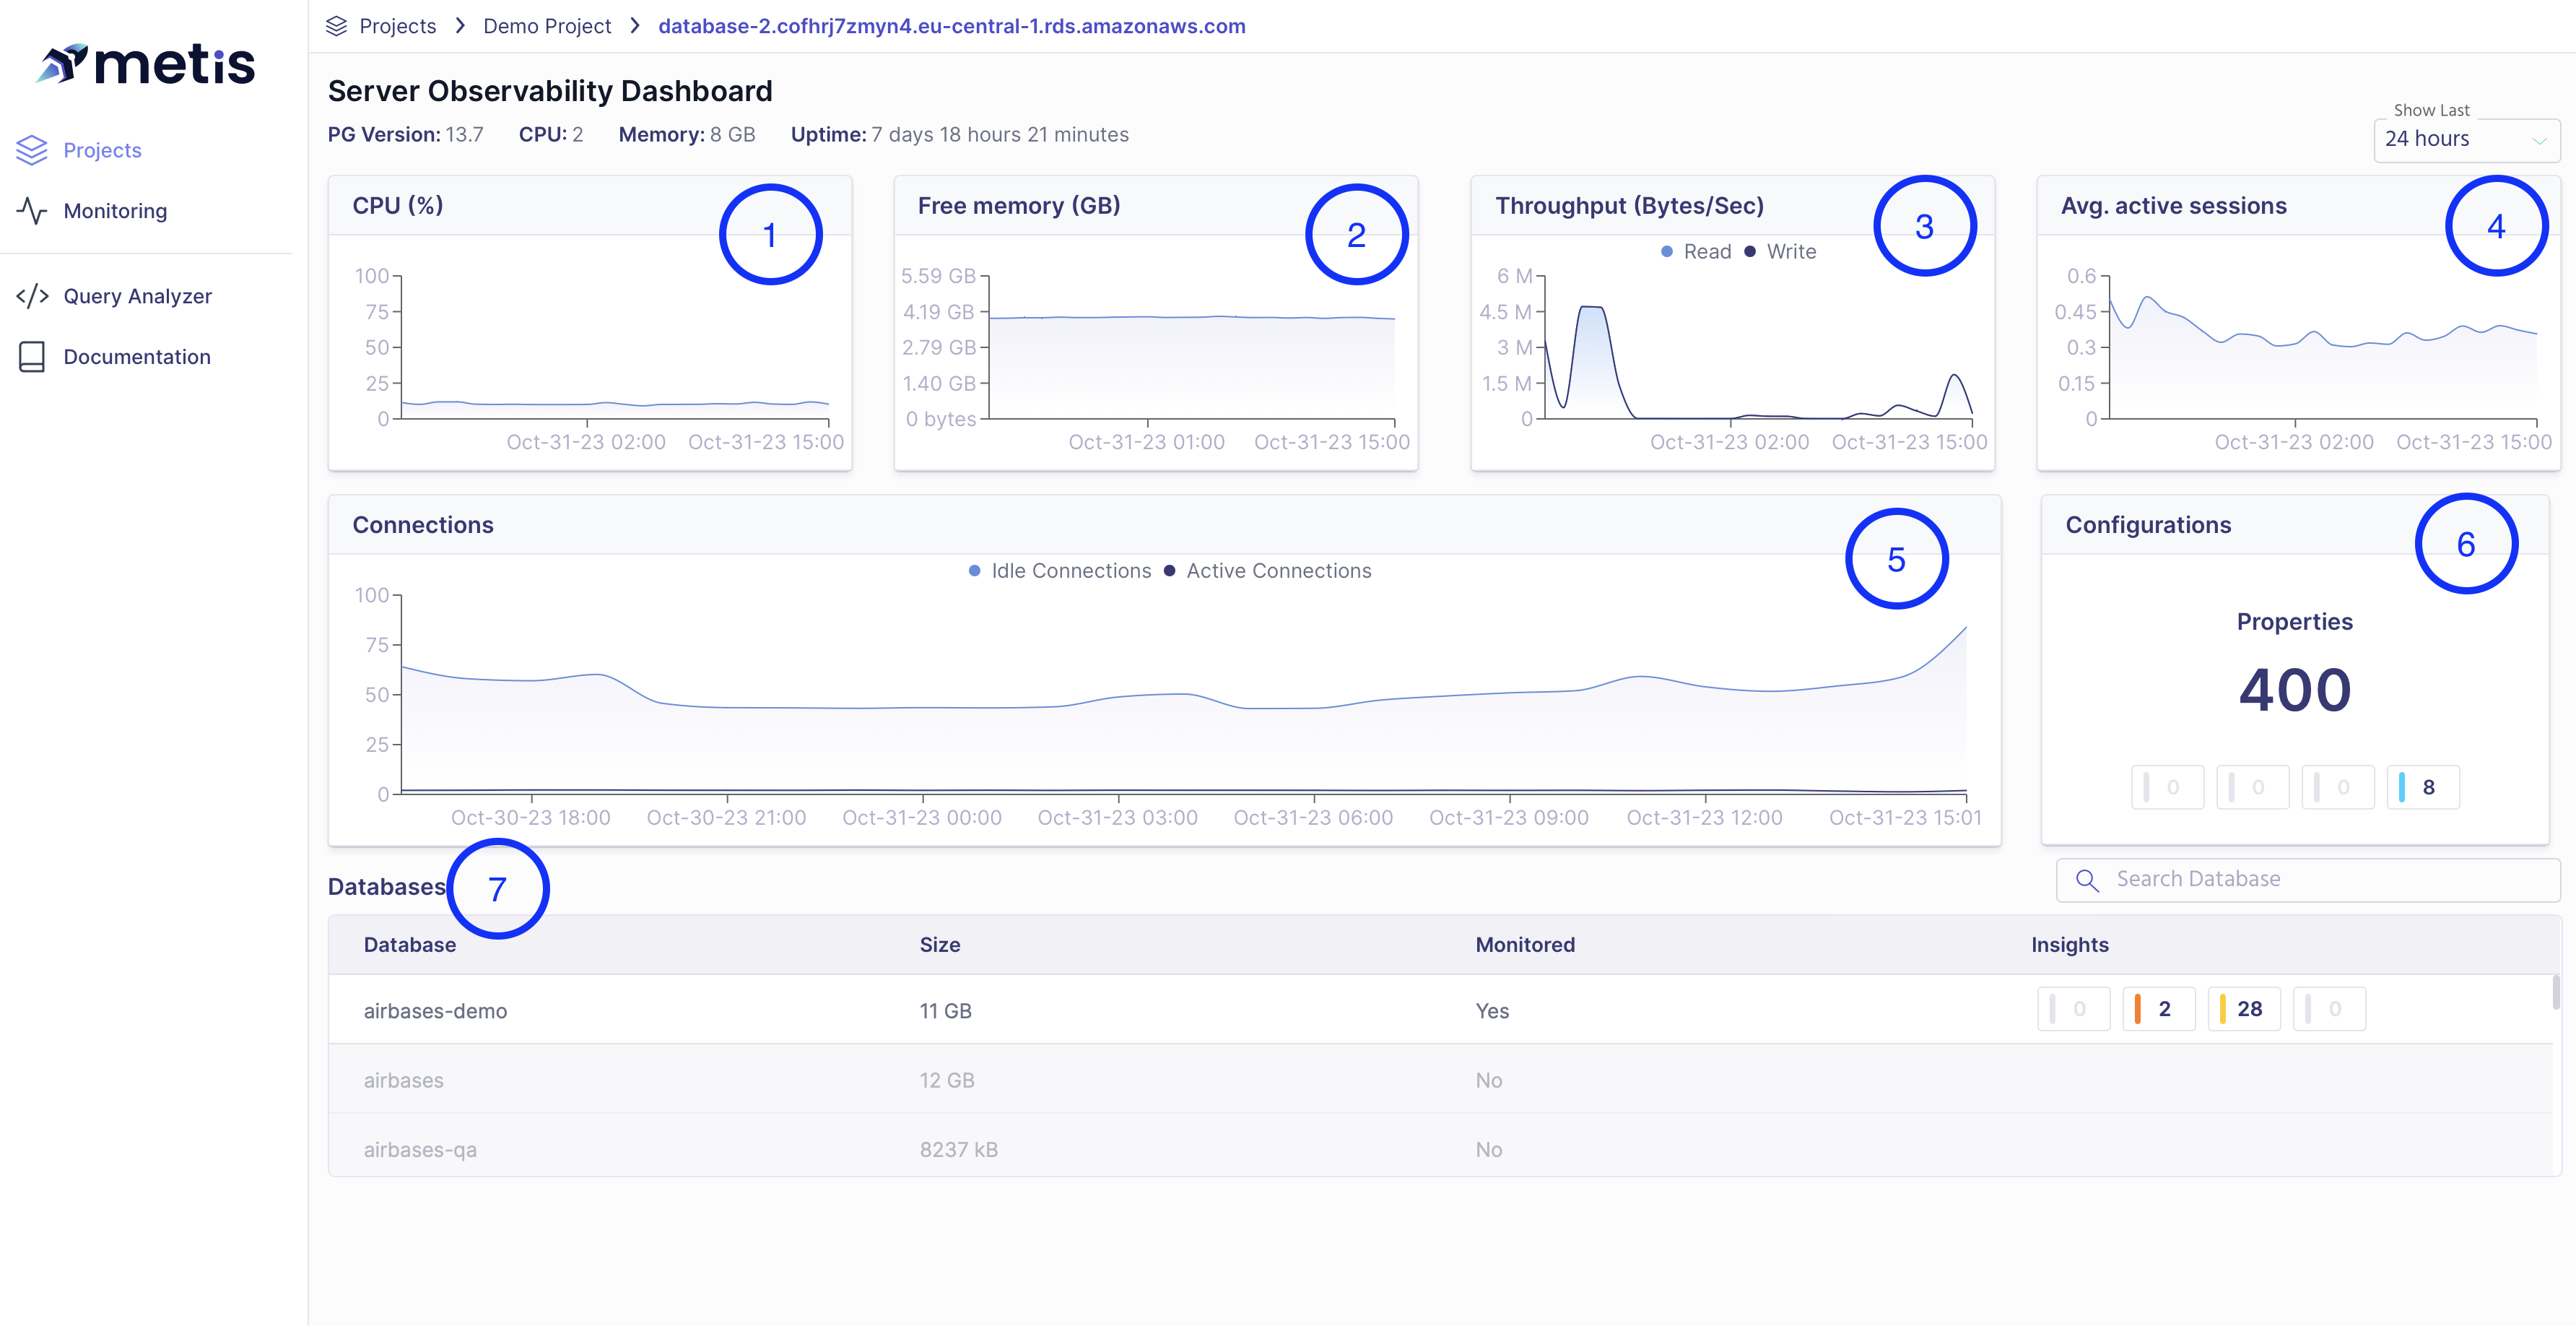 metis
Projects
Monitoring
Query Analyzer
Documentation
Projects > Demo Project > database-2.cofhrj7zmyn4.eu-central-1.rds.amazonaws.com
Server Observability Dashboard
PG Version: 13.7 CPU: 2 Memory: 8 GB Uptime: 7 days 18 hours 21 minutes
Show Last
24 hours
CPU (%)
1
100
75
50
25
0
Oct-31-23 02:00 Oct-31-23 15:00
Free memory (GB)
2
5.59 GB
4.19 GB
2.79 GB
1.40 GB
0 bytes
Oct-31-23 01:00 Oct-31-23 15:00
Throughput (Bytes/Sec)
3
Read Write
6 M
4.5 M
3 M
1.5 M
0
Oct-31-23 02:00 Oct-31-23 15:00
Avg. active sessions
4
0.6
0.45
0.3
0.15
0
Oct-31-23 02:00 Oct-31-23 15:00
Connections
5
Idle Connections Active Connections
100
75
50
25
0
Oct-30-23 18:00 Oct-30-23 21:00 Oct-31-23 00:00 Oct-31-23 03:00 Oct-31-23 06:00 Oct-31-23 09:00 Oct-31-23 12:00 Oct-31-23 15:01
Configurations
6
Properties
400
0 0 0 8
Databases
7
Search Database
Database Size Monitored Insights
airbases-demo 11 GB Yes 0 2 28 0
airbases 12 GB No
airbases-qa 8237 kB No